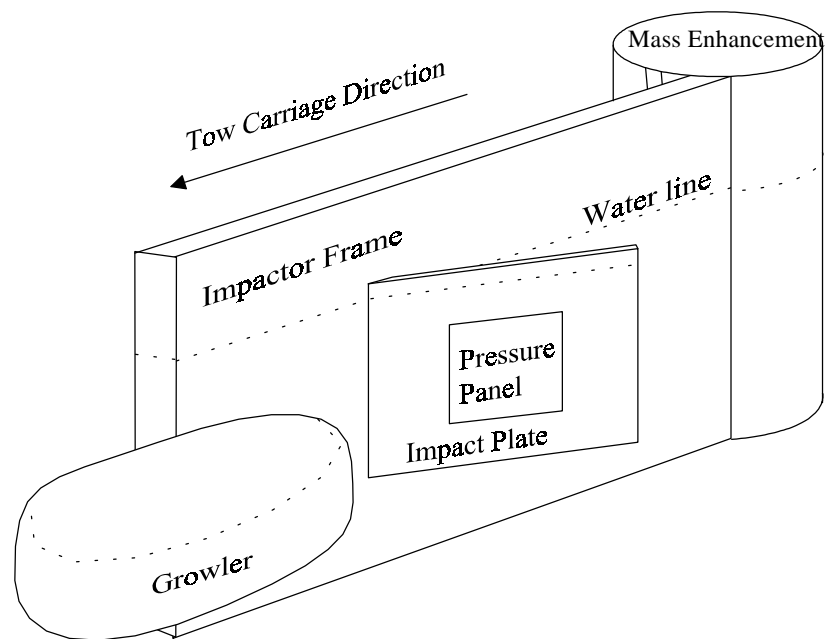 Mass Enhancement
Tow Carriage Direction
Water line
Impactor Frame
Pressure
Panel
Impact Plate
Growler